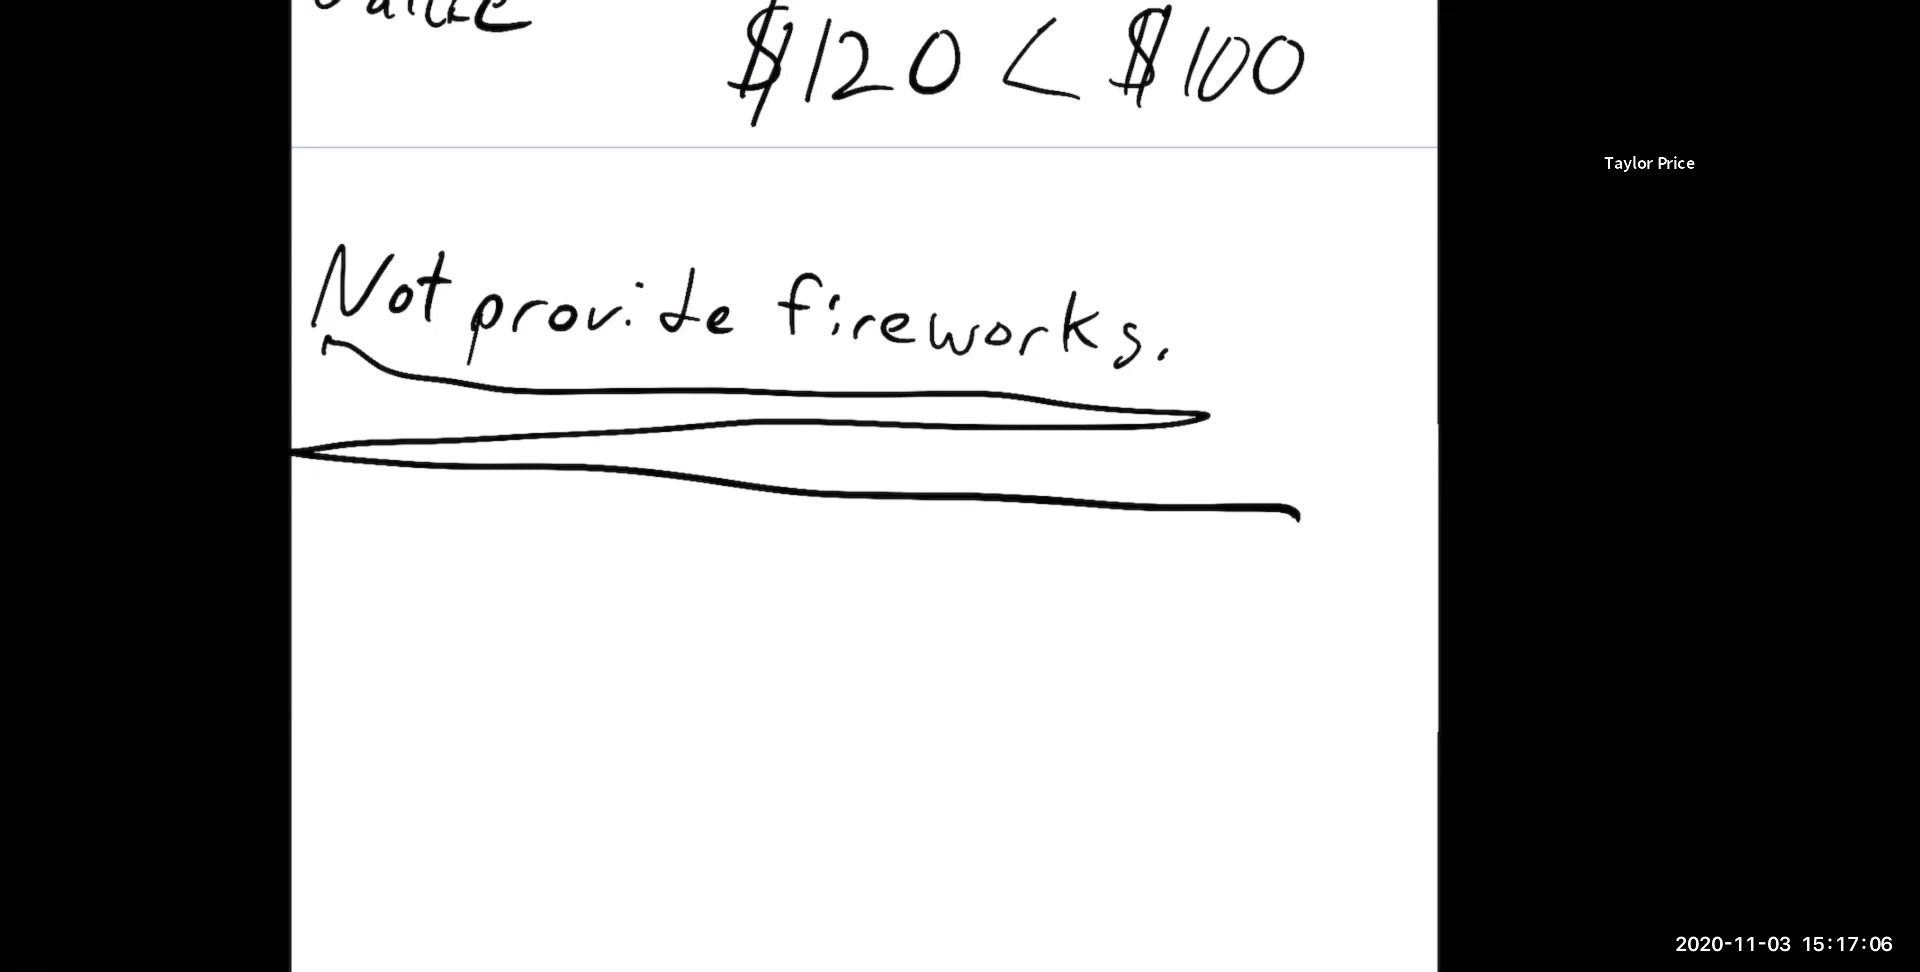 $120 < $100
Taylor Price
Not provide fireworks.
2020-11-03 15:17:06